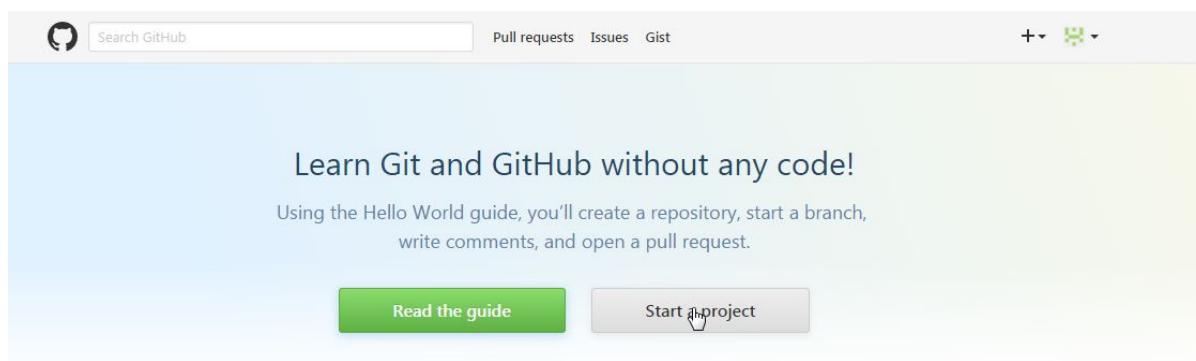 Search GitHub
Pull requests Issues Gist
Learn Git and GitHub without any code!
Using the Hello World guide, you'll create a repository, start a branch,
write comments, and open a pull request.
Read the guide
Start a project